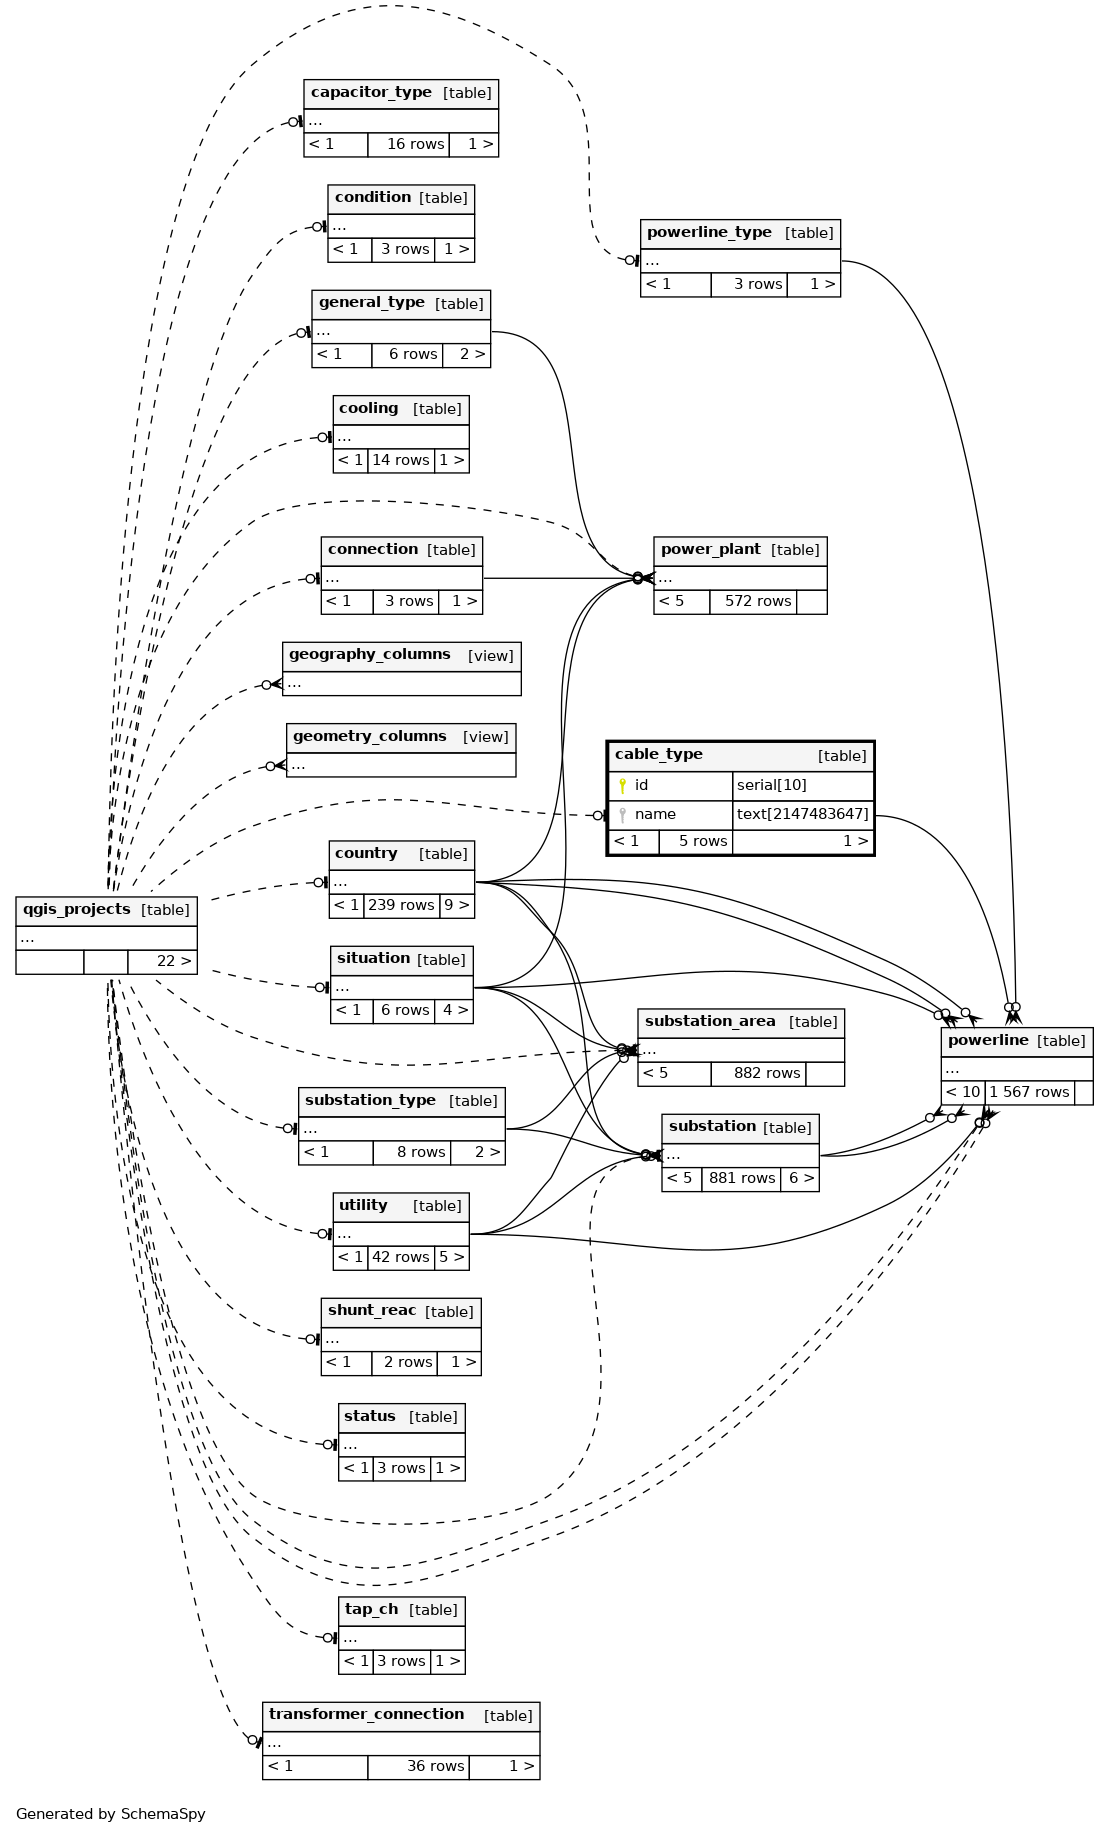 capacitor_type [table]
...
< 1 16 rows 1 >
condition [table]
...
< 1 3 rows 1 >
powerline_type [table]
...
< 1 3 rows 1 >
general_type [table]
...
< 1 6 rows 2 >
cooling [table]
...
< 1 14 rows 1 >
connection [table]
...
< 1 3 rows 1 >
power_plant [table]
...
< 5 572 rows
geography_columns [view]
...
geometry_columns [view]
...
cable_type [table]
id serial[10]
name text[2147483647]
< 1 5 rows 1 >
country [table]
...
< 1 239 rows 9 >
qgis_projects [table]
...
22 >
situation [table]
...
< 1 6 rows 4 >
substation_area [table]
...
< 5 882 rows
powerline [table]
...
< 10 1 567 rows
substation_type [table]
...
< 1 8 rows 2 >
substation [table]
...
< 5 881 rows 6 >
utility [table]
...
< 1 42 rows 5 >
shunt_reac [table]
...
< 1 2 rows 1 >
status [table]
...
< 1 3 rows 1 >
tap_ch [table]
...
< 1 3 rows 1 >
transformer_connection [table]
...
< 1 36 rows 1 >
Generated by SchemaSpy